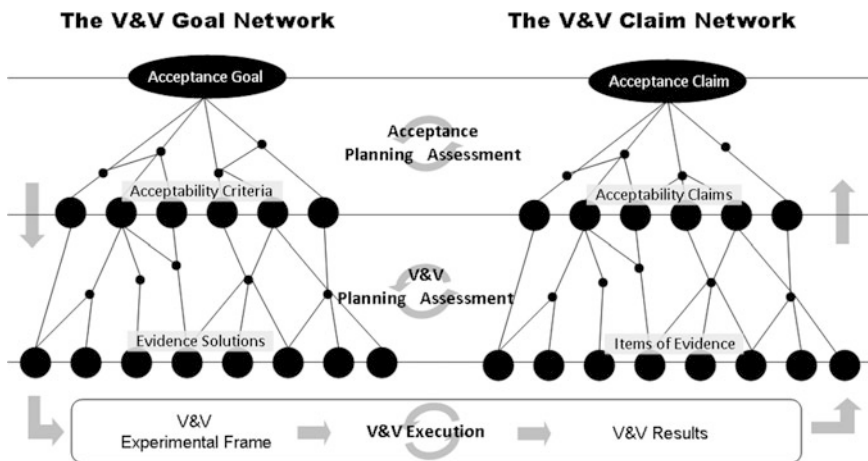 The V&V Goal Network
The V&V Claim Network
Acceptance Goal
Acceptance Claim
Acceptance
Planning Assessment
Acceptability Criteria
Acceptability Claims
V&V
Planning Assessment
Evidence Solutions
Items of Evidence
V&V
Experimental Frame
V&V Execution
V&V Results